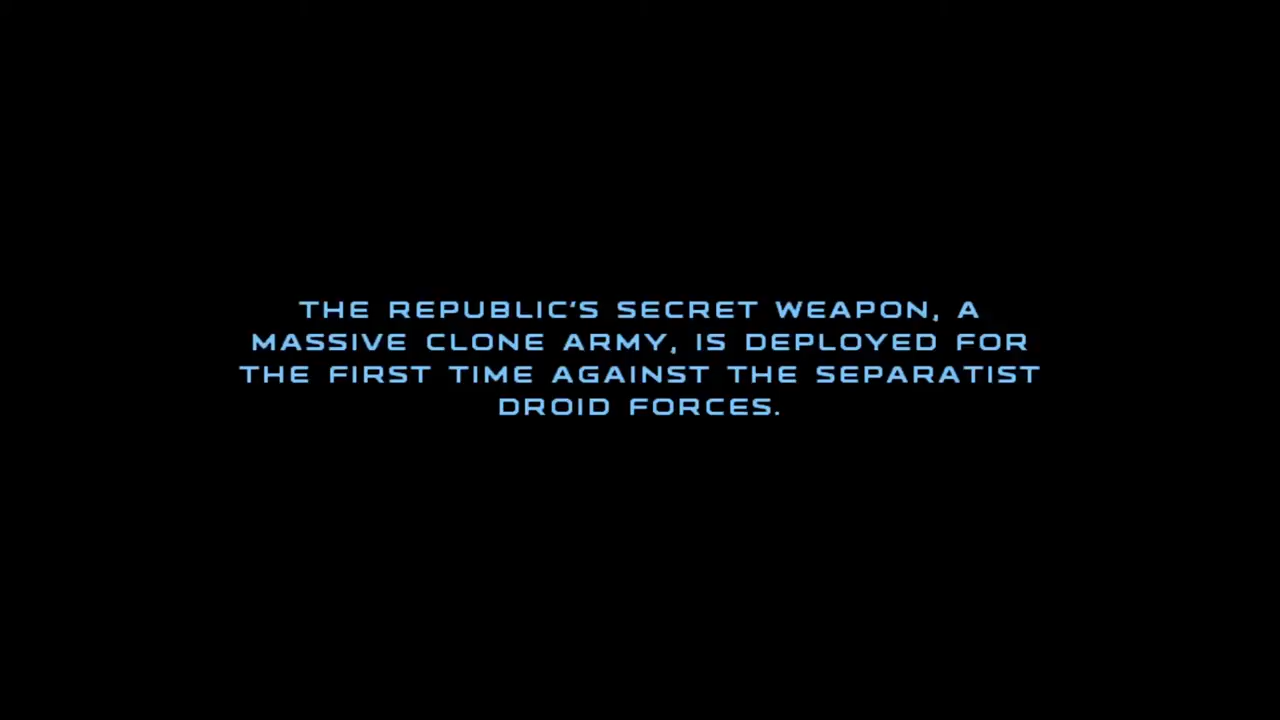 THE REPUBLIC'S SECRET WEAPON, A
MASSIVE CLONE ARMY, IS DEPLOYED FOR
THE FIRST TIME AGAINST THE SEPARATIST
DROID FORCES.